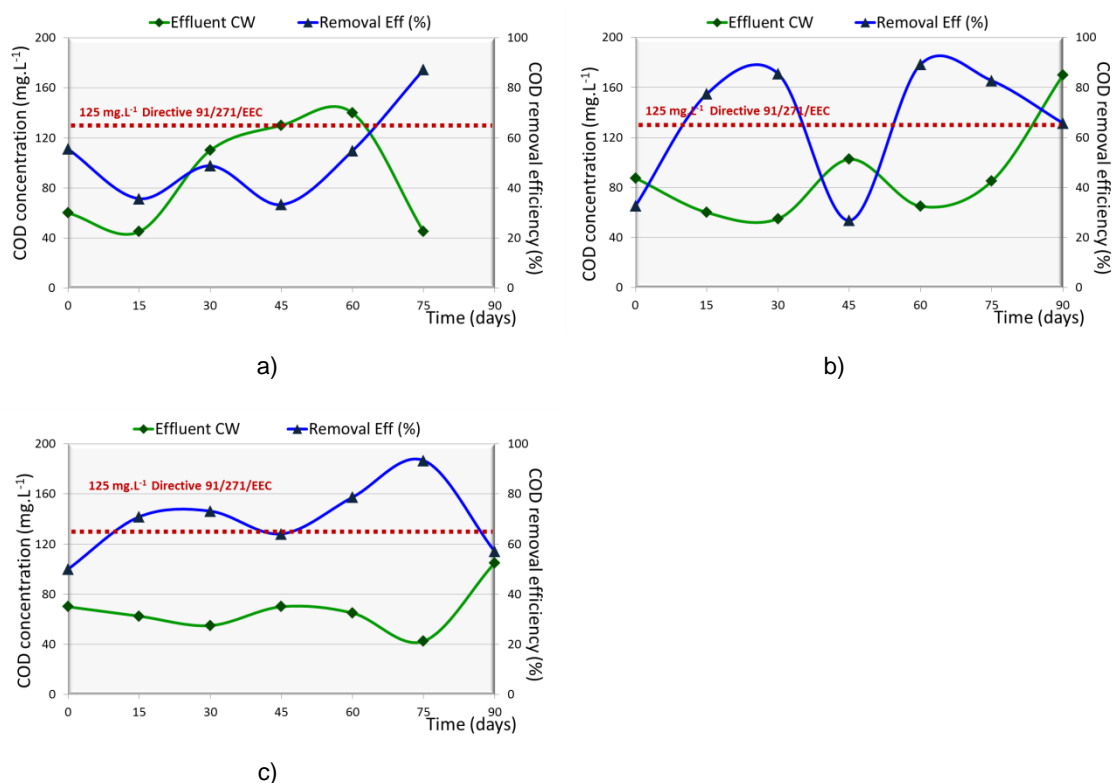 Effluent CW Removal Eff (%)
200 100
160 80
120 60
80 40
40 20
0 0
0 15 30 45 60 75 90
COD concentration (mg.L⁻¹)
COD removal efficiency
(%)
125 mg.L⁻¹ Directive 91/271/EEC
Time (days)
a)
Effluent CW Removal Eff (%)
200 100
160 80
120 60
80 40
40 20
0 0
0 15 30 45 60 75 90
COD concentration (mg.L⁻¹)
COD removal efficiency
(%)
125 mg.L⁻¹ Directive 91/271/EEC
Time (days)
b)
Effluent CW Removal Eff (%)
200 100
160 80
120 60
80 40
40 20
0 0
0 15 30 45 60 75 90
COD concentration (mg.L⁻¹)
COD removal efficiency
(%)
125 mg.L⁻¹ Directive 91/271/EEC
Time (days)
c)